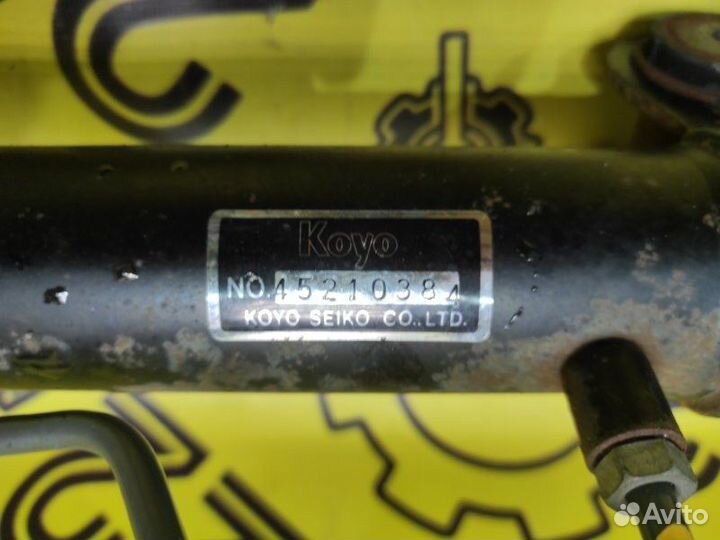 Koyo
NO. 45210384
KOYO SEIKO CO.,LTD.
Avito